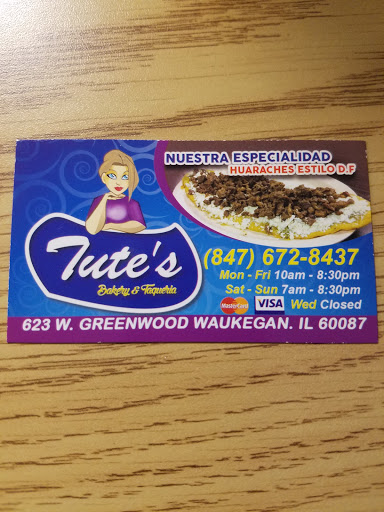 NUESTRA ESPECIALIDAD
HUARACHES ESTILO D.F
Tute's
Bakery & Taqueria
(847) 672-8437
Mon - Fri 10am - 8:30pm
Sat - Sun 7am - 8:30pm
MasterCard VISA Wed Closed
623 W. GREENWOOD WAUKEGAN. IL 60087